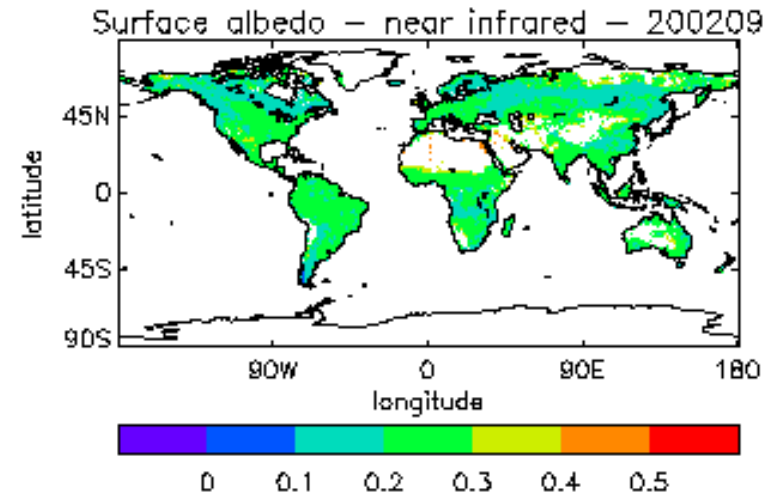 Surface albedo – near infrared – 200209
45N
0
45S
90S
latitude
90W 0 90E 180
longitude
0 0.1 0.2 0.3 0.4 0.5